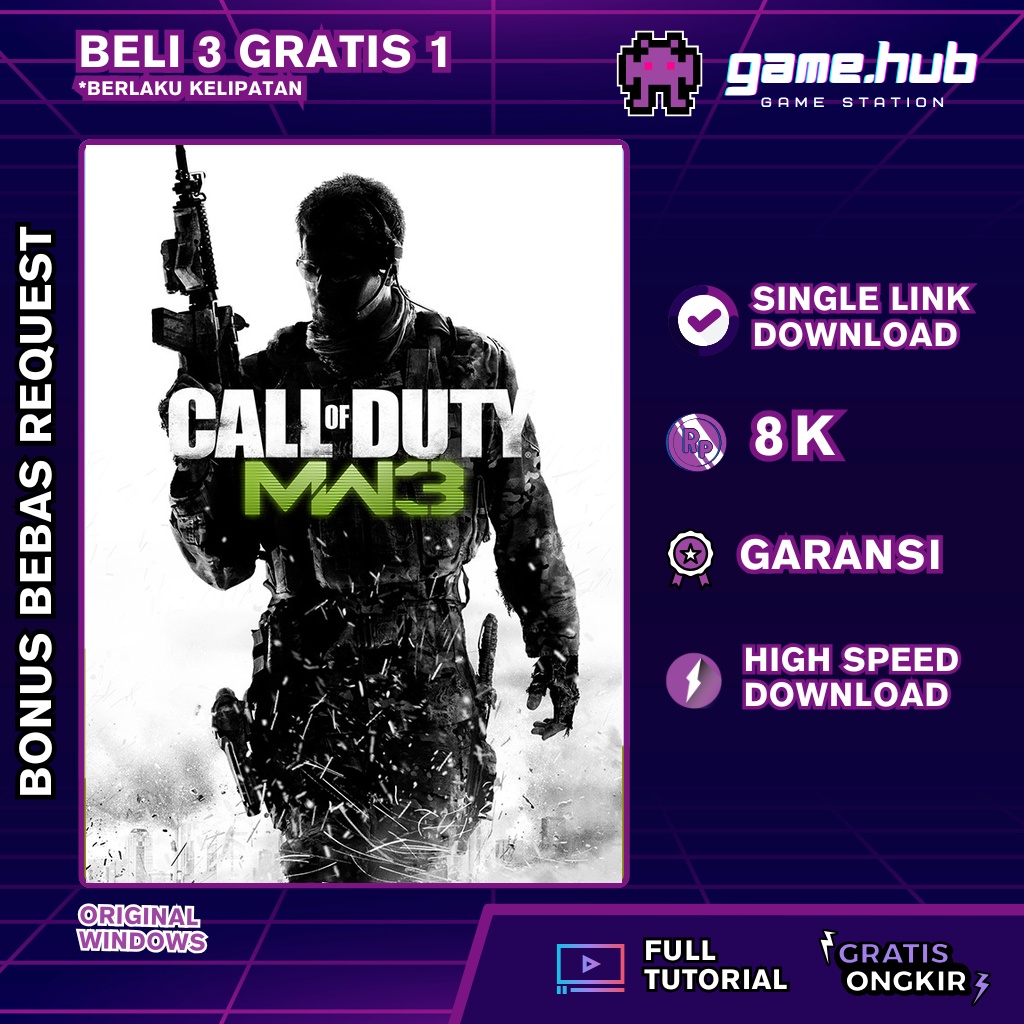 BELI 3 GRATIS 1
*BERLAKU KELIPATAN
game.hub
GAME STATION
BONUS BEBAS REQUEST
CALL OF DUTY
MW3
SINGLE LINK
DOWNLOAD
Rp
8K
GARANSI
HIGH SPEED
DOWNLOAD
ORIGINAL
WINDOWS
FULL
TUTORIAL
GRATIS
ONGKIR